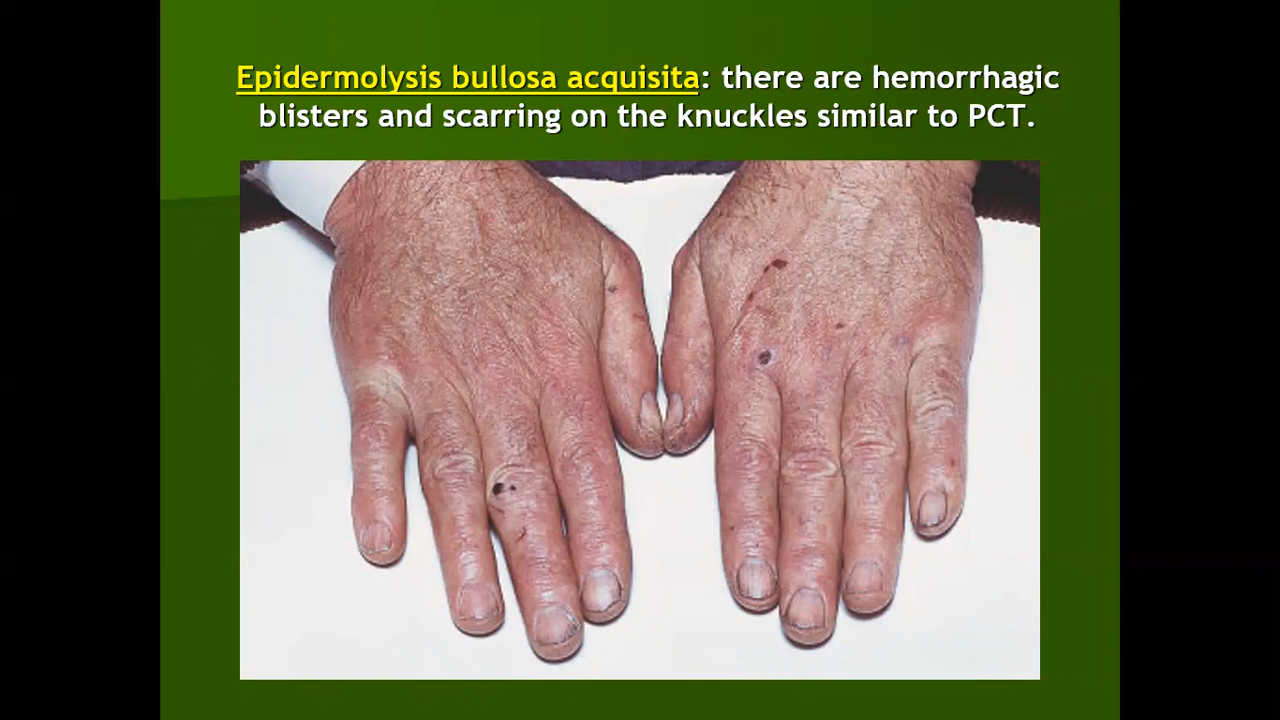 Epidermolysis bullosa acquisita: there are hemorrhagic
blisters and scarring on the knuckles similar to PCT.